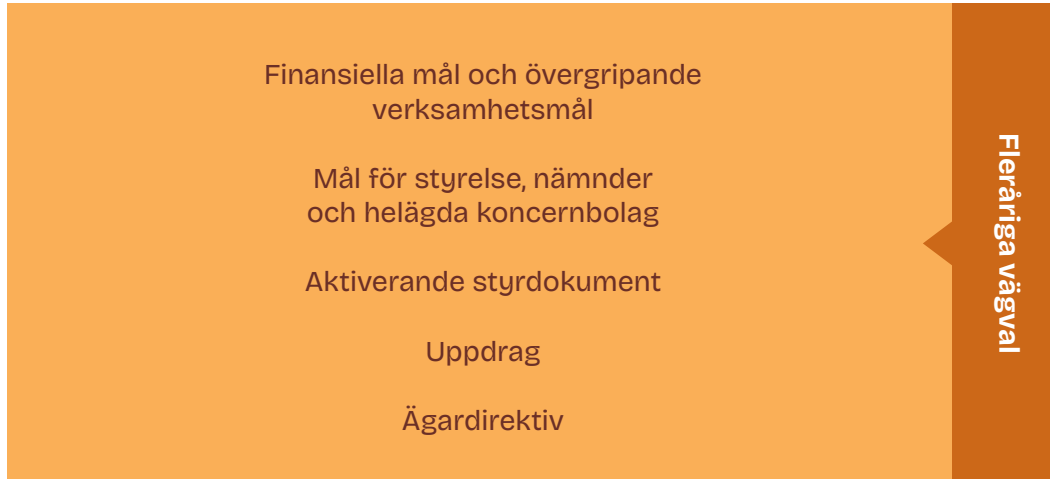 Finansiella mål och övergripande
verksamhetsmål
Mål för styrelse, nämnder
och helägda koncernbolag
Aktiverande styrdokument
Uppdrag
Ägardirektiv
Fleråriga vägval